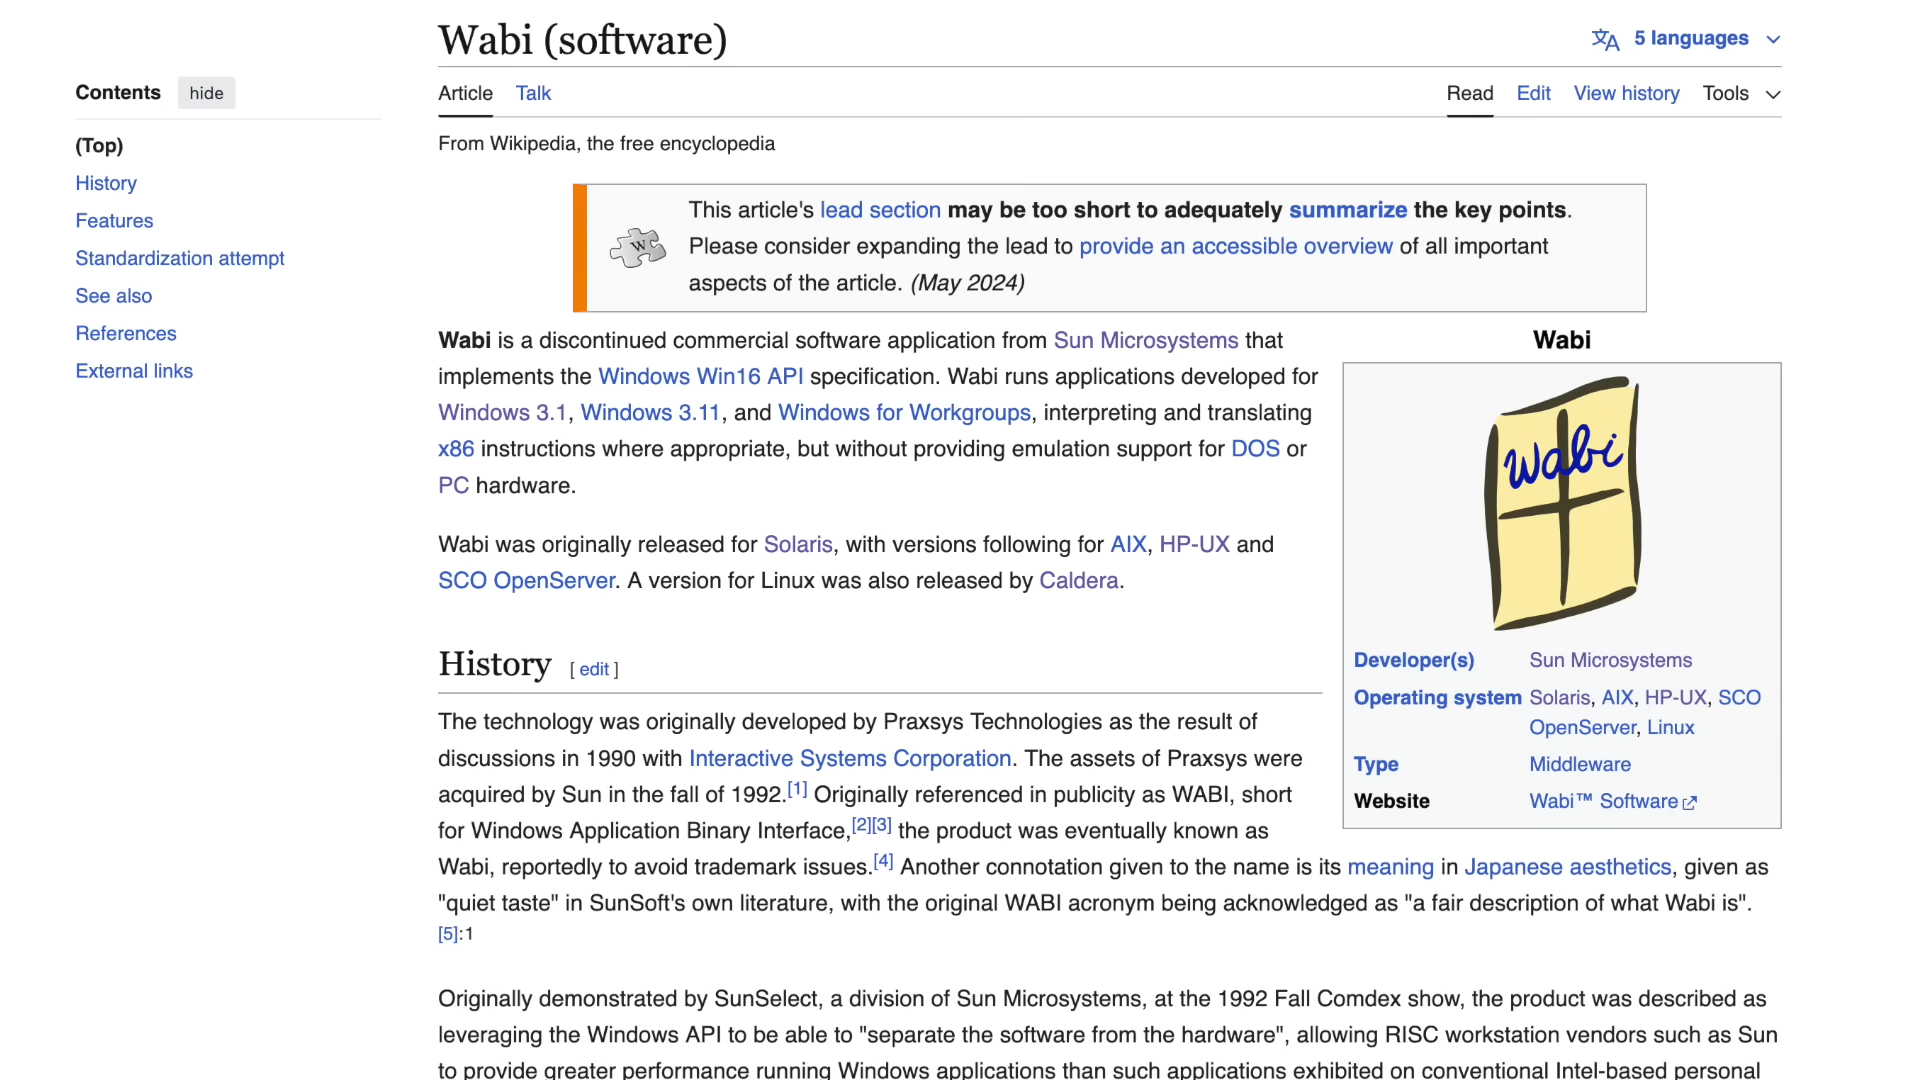 Wabi (software)
5 languages
Contents hide
Article Talk
Read Edit View history Tools
(Top)
History
Features
Standardization attempt
See also
References
External links
From Wikipedia, the free encyclopedia
W
This article's lead section may be too short to adequately summarize the key points.
Please consider expanding the lead to provide an accessible overview of all important
aspects of the article. (May 2024)
Wabi is a discontinued commercial software application from Sun Microsystems that
implements the Windows Win16 API specification. Wabi runs applications developed for
Windows 3.1, Windows 3.11, and Windows for Workgroups, interpreting and translating
x86 instructions where appropriate, but without providing emulation support for DOS or
PC hardware.
Wabi was originally released for Solaris, with versions following for AIX, HP-UX and
SCO OpenServer. A version for Linux was also released by Caldera.
Wabi
Wabi
Developer(s) Sun Microsystems
Operating system Solaris, AIX, HP-UX, SCO
OpenServer, Linux
Type Middleware
Website Wabi™ Software
History [ edit ]
The technology was originally developed by Praxsys Technologies as the result of
discussions in 1990 with Interactive Systems Corporation. The assets of Praxsys were
acquired by Sun in the fall of 1992.[1] Originally referenced in publicity as WABI, short
for Windows Application Binary Interface,[2][3] the product was eventually known as
Wabi, reportedly to avoid trademark issues.[4] Another connotation given to the name is its meaning in Japanese aesthetics, given as
"quiet taste" in SunSoft's own literature, with the original WABI acronym being acknowledged as "a fair description of what Wabi is".
[5]:1
Originally demonstrated by SunSelect, a division of Sun Microsystems, at the 1992 Fall Comdex show, the product was described as
leveraging the Windows API to be able to "separate the software from the hardware", allowing RISC workstation vendors such as Sun
to provide greater performance running Windows applications than such applications exhibited on conventional Intel-based personal